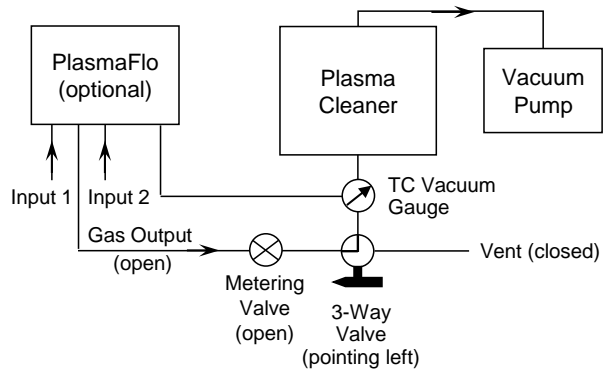 PlasmaFlo
(optional)
Plasma
Cleaner
Vacuum
Pump
Input 1
Input 2
TC Vacuum
Gauge
Gas Output
(open)
Vent (closed)
Metering
Valve
(open)
3-Way
Valve
(pointing left)